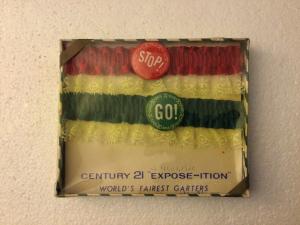 STOP!
GO!
CENTURY 21 "EXPOSE-ITION"
WORLD'S FAIREST GARTERS